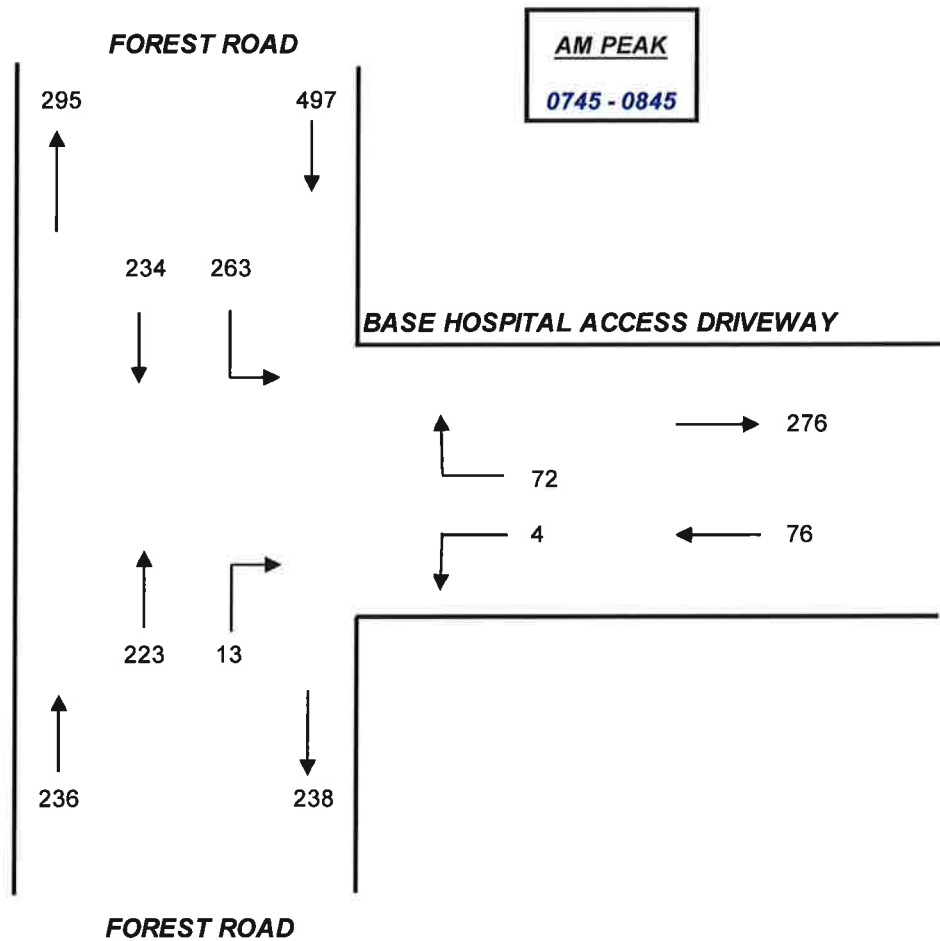 FOREST ROAD
AM PEAK
0745 - 0845
295
497
234
263
BASE HOSPITAL ACCESS DRIVEWAY
276
72
4
76
223
13
236
238
FOREST ROAD